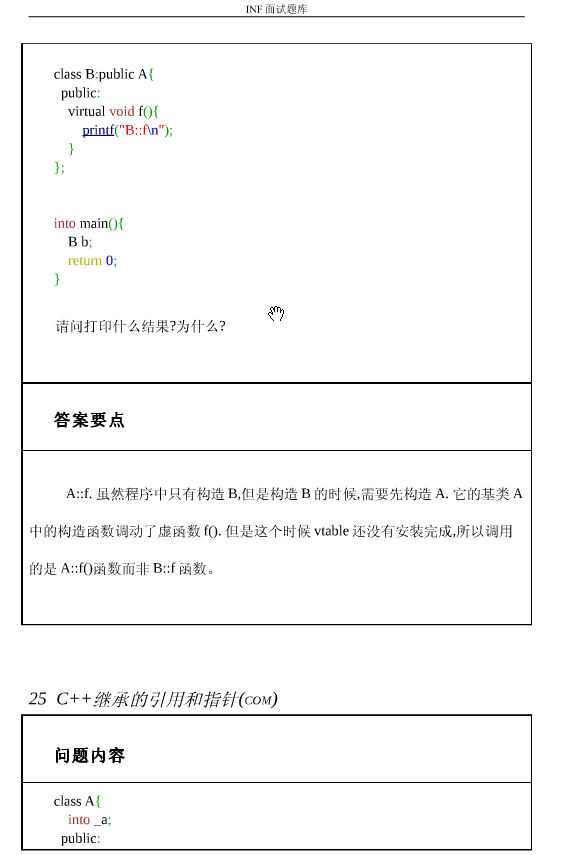 INF 面试题库
class B:public A{
public:
virtual void f(){
printf("B::f\n");
}
};
into main(){
B b;
return 0;
}
请问打印什么结果?为什么?
答案要点
A::f. 虽然程序中只有构造 B,但是构造 B 的时候,需要先构造 A. 它的基类 A
中的构造函数调动了虚函数 f(). 但是这个时候 vtable 还没有安装完成,所以调用
的是 A::f()函数而非 B::f 函数。
25 C++继承的引用和指针(COM)
问题内容
class A{
into _a;
public: